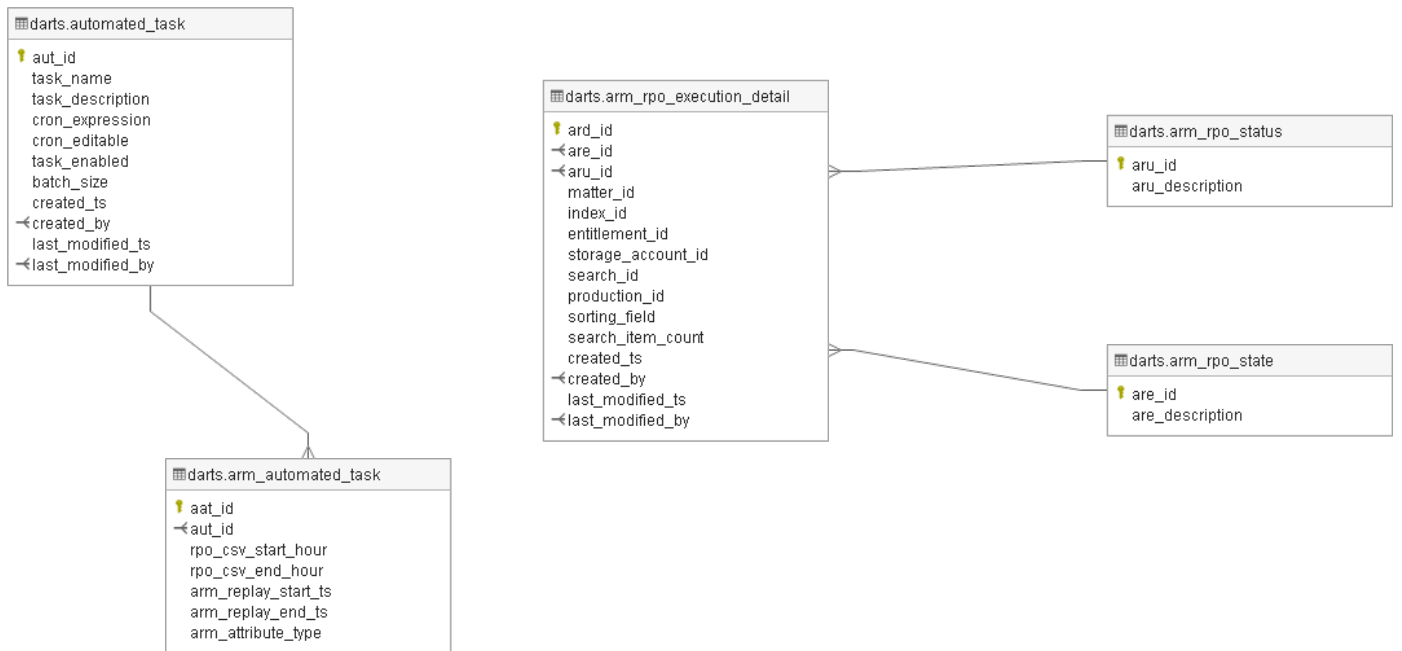 darts.automated_task
aut_id
task_name
task_description
cron_expression
cron_editable
task_enabled
batch_size
created_ts
created_by
last_modified_ts
last_modified_by
darts.arm_rpo_execution_detail
ard_id
are_id
aru_id
matter_id
index_id
entitlement_id
storage_account_id
search_id
production_id
sorting_field
search_item_count
created_ts
created_by
last_modified_ts
last_modified_by
darts.arm_rpo_status
aru_id
aru_description
darts.arm_rpo_state
are_id
are_description
darts.arm_automated_task
aat_id
aut_id
rpo_csv_start_hour
rpo_csv_end_hour
arm_replay_start_ts
arm_replay_end_ts
arm_attribute_type